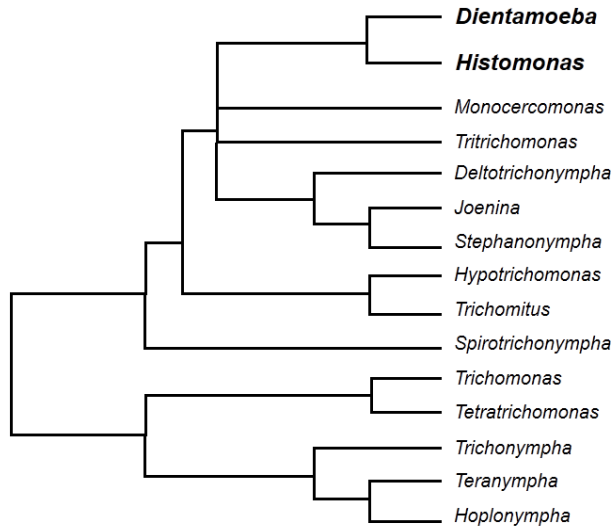 Dientamoeba
Histomonas
Monocercomonas
Tritrichomonas
Deltotrichonympha
Joenina
Stephanonympha
Hypotrichomonas
Trichomitus
Spirotrichonympha
Trichomonas
Tetratrichomonas
Trichonympha
Teranympha
Hoplonympha